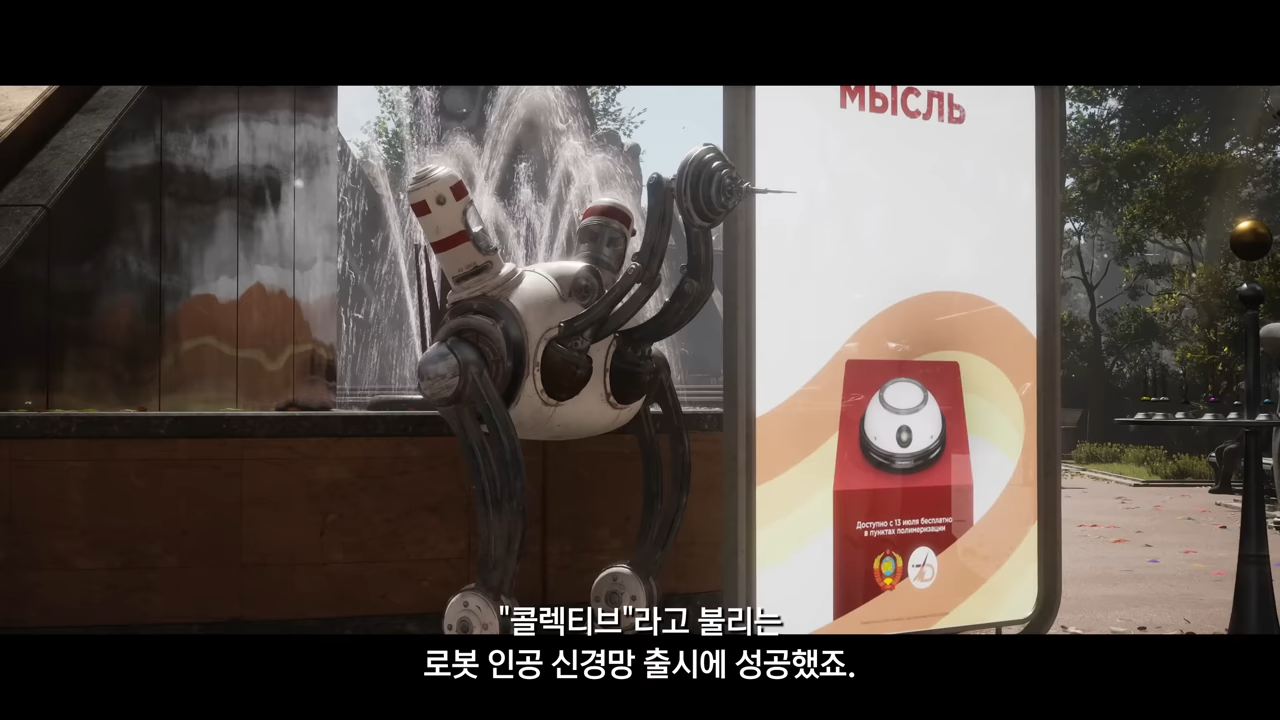 МЫСЛЬ
Доступно с 13 июля бесплатно
в пунктах полимеризации
"콜렉티브"라고 불리는
로봇 인공 신경망 출시에 성공했죠.